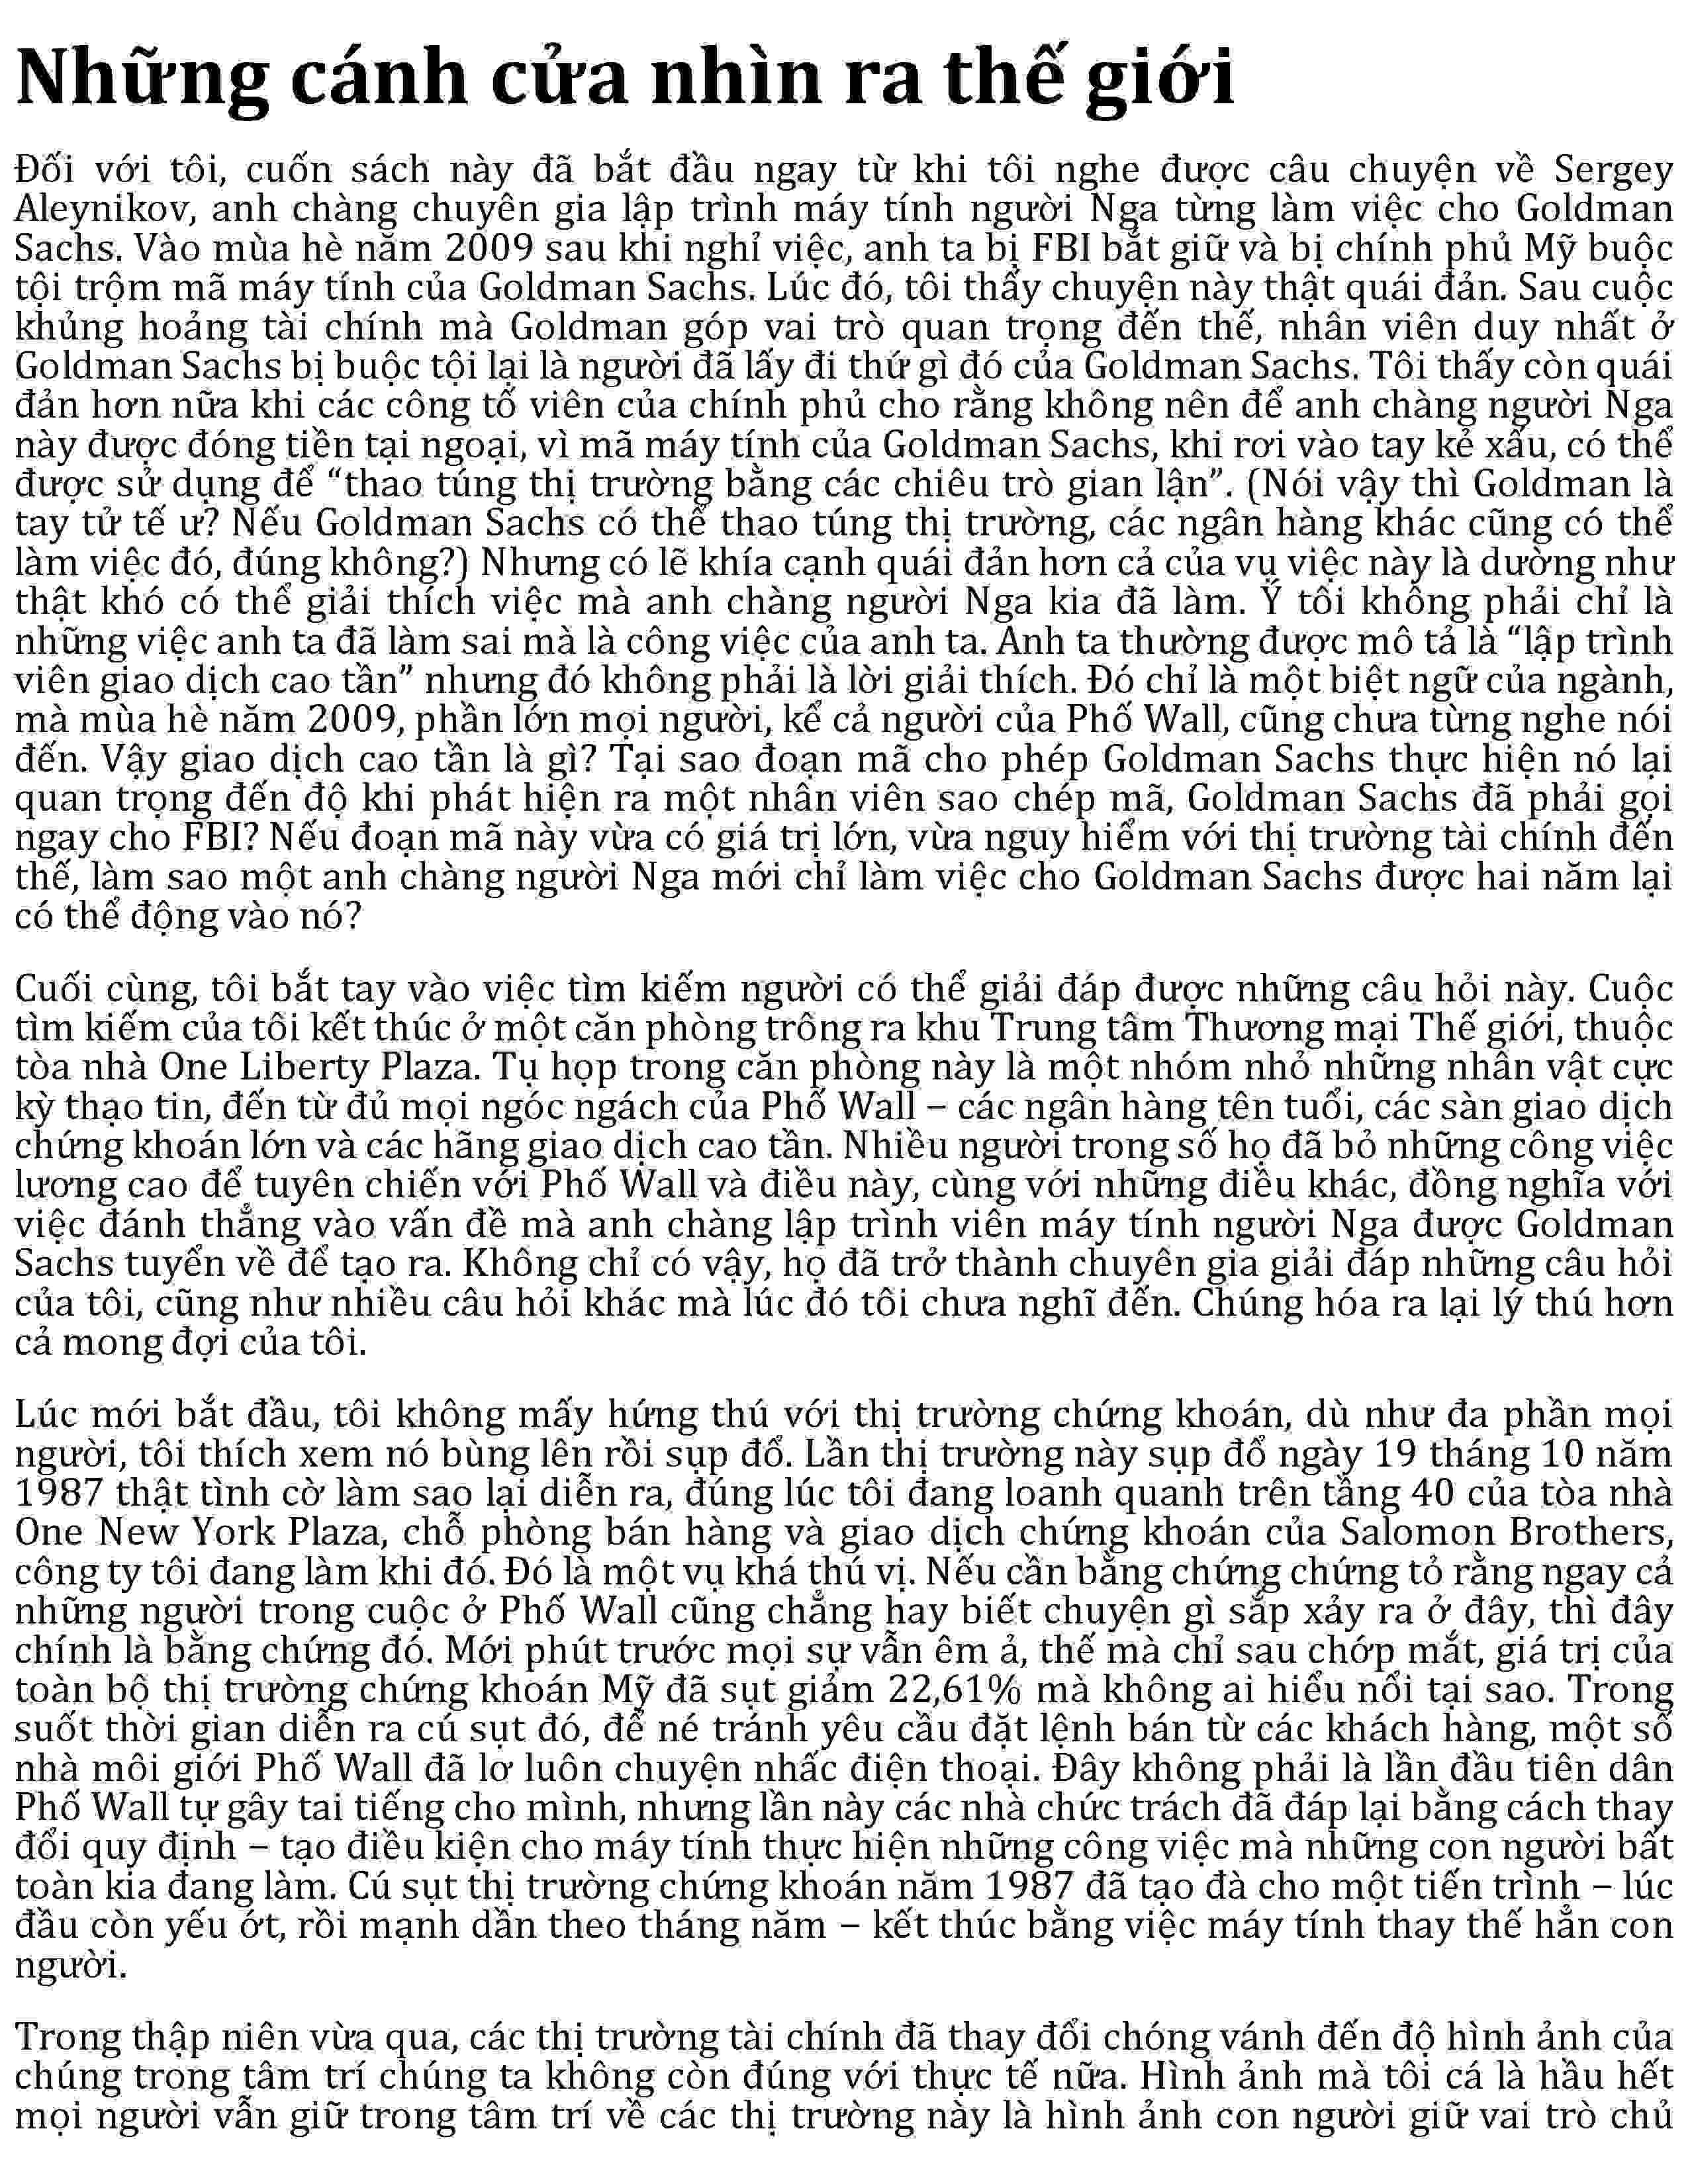 Những cánh cửa nhìn ra thế giới
Đối với tôi, cuốn sách này đã bắt đầu ngay từ khi tôi nghe được câu chuyện về Sergey
Aleynikov, anh chàng chuyên gia lập trình máy tính người Nga từng làm việc cho Goldman
Sachs. Vào mùa hè năm 2009 sau khi nghỉ việc, anh ta bị FBI bắt giữ và bị chính phủ Mỹ buộc
tội trộm mã máy tính của Goldman Sachs. Lúc đó, tôi thấy chuyện này thật quái đản. Sau cuộc
khủng hoảng tài chính mà Goldman góp vai trò quan trọng đến thế, nhân viên duy nhất ở
Goldman Sachs bị buộc tội lại là người đã lấy đi thứ gì đó của Goldman Sachs. Tôi thấy còn quái
đản hơn nữa khi các công tố viên của chính phủ cho rằng không nên để anh chàng người Nga
này được đóng tiền tại ngoại, vì mã máy tính của Goldman Sachs, khi rơi vào tay kẻ xấu, có thể
được sử dụng để “thao túng thị trường bằng các chiêu trò gian lận”. (Nói vậy thì Goldman là
tay tử tế ư? Nếu Goldman Sachs có thể thao túng thị trường, các ngân hàng khác cũng có thể
làm việc đó, đúng không?) Nhưng có lẽ khía cạnh quái đản hơn cả của vụ việc này là dường như
thật khó có thể giải thích việc mà anh chàng người Nga kia đã làm. Ý tôi không phải chỉ là
những việc anh ta đã làm sai mà là công việc của anh ta. Anh ta thường được mô tả là “lập trình
viên giao dịch cao tần” nhưng đó không phải là lời giải thích. Đó chỉ là một biệt ngữ của ngành,
mà mùa hè năm 2009, phần lớn mọi người, kể cả người của Phố Wall, cũng chưa từng nghe nói
đến. Vậy giao dịch cao tần là gì? Tại sao đoạn mã cho phép Goldman Sachs thực hiện nó lại
quan trọng đến độ khi phát hiện ra một nhân viên sao chép mã, Goldman Sachs đã phải gọi
ngay cho FBI? Nếu đoạn mã này vừa có giá trị lớn, vừa nguy hiểm với thị trường tài chính đến
thế, làm sao một anh chàng người Nga mới chỉ làm việc cho Goldman Sachs được hai năm lại
có thể động vào nó?
Cuối cùng, tôi bắt tay vào việc tìm kiếm người có thể giải đáp được những câu hỏi này. Cuộc
tìm kiếm của tôi kết thúc ở một căn phòng trông ra khu Trung tâm Thương mại Thế giới, thuộc
tòa nhà One Liberty Plaza. Tụ họp trong căn phòng này là một nhóm nhỏ những nhân vật cực
kỳ thạo tin, đến từ đủ mọi ngóc ngách của Phố Wall – các ngân hàng tên tuổi, các sàn giao dịch
chứng khoán lớn và các hãng giao dịch cao tần. Nhiều người trong số họ đã bỏ những công việc
lương cao để tuyên chiến với Phố Wall và điều này, cùng với những điều khác, đồng nghĩa với
việc đánh thẳng vào vấn đề mà anh chàng lập trình viên máy tính người Nga được Goldman
Sachs tuyển về để tạo ra. Không chỉ có vậy, họ đã trở thành chuyên gia giải đáp những câu hỏi
của tôi, cũng như nhiều câu hỏi khác mà lúc đó tôi chưa nghĩ đến. Chúng hóa ra lại lý thú hơn
cả mong đợi của tôi.
Lúc mới bắt đầu, tôi không mấy hứng thú với thị trường chứng khoán, dù như đa phần mọi
người, tôi thích xem nó bùng lên rồi sụp đổ. Lần thị trường này sụp đổ ngày 19 tháng 10 năm
1987 thật tình cờ làm sao lại diễn ra, đúng lúc tôi đang loanh quanh trên tầng 40 của tòa nhà
One New York Plaza, chỗ phòng bán hàng và giao dịch chứng khoán của Salomon Brothers,
công ty tôi đang làm khi đó. Đó là một vụ khá thú vị. Nếu cần bằng chứng chứng tỏ rằng ngay cả
những người trong cuộc ở Phố Wall cũng chẳng hay biết chuyện gì sắp xảy ra ở đây, thì đây
chính là bằng chứng đó. Mới phút trước mọi sự vẫn êm ả, thế mà chỉ sau chớp mắt, giá trị của
toàn bộ thị trường chứng khoán Mỹ đã sụt giảm 22,61% mà không ai hiểu nổi tại sao. Trong
suốt thời gian diễn ra cú sụt đó, để né tránh yêu cầu đặt lệnh bán từ các khách hàng, một số
nhà môi giới Phố Wall đã lơ luôn chuyện nhấc điện thoại. Đây không phải là lần đầu tiên dân
Phố Wall tự gây tai tiếng cho mình, nhưng lần này các nhà chức trách đã đáp lại bằng cách thay
đổi quy định – tạo điều kiện cho máy tính thực hiện những công việc mà những con người bất
toàn kia đang làm. Cú sụt thị trường chứng khoán năm 1987 đã tạo đà cho một tiến trình – lúc
đầu còn yếu ớt, rồi mạnh dần theo tháng năm – kết thúc bằng việc máy tính thay thế hẳn con
người.
Trong thập niên vừa qua, các thị trường tài chính đã thay đổi chóng vánh đến độ hình ảnh của
chúng trong tâm trí chúng ta không còn đúng với thực tế nữa. Hình ảnh mà tôi cá là hầu hết
mọi người vẫn giữ trong tâm trí về các thị trường này là hình ảnh con người giữ vai trò chủ